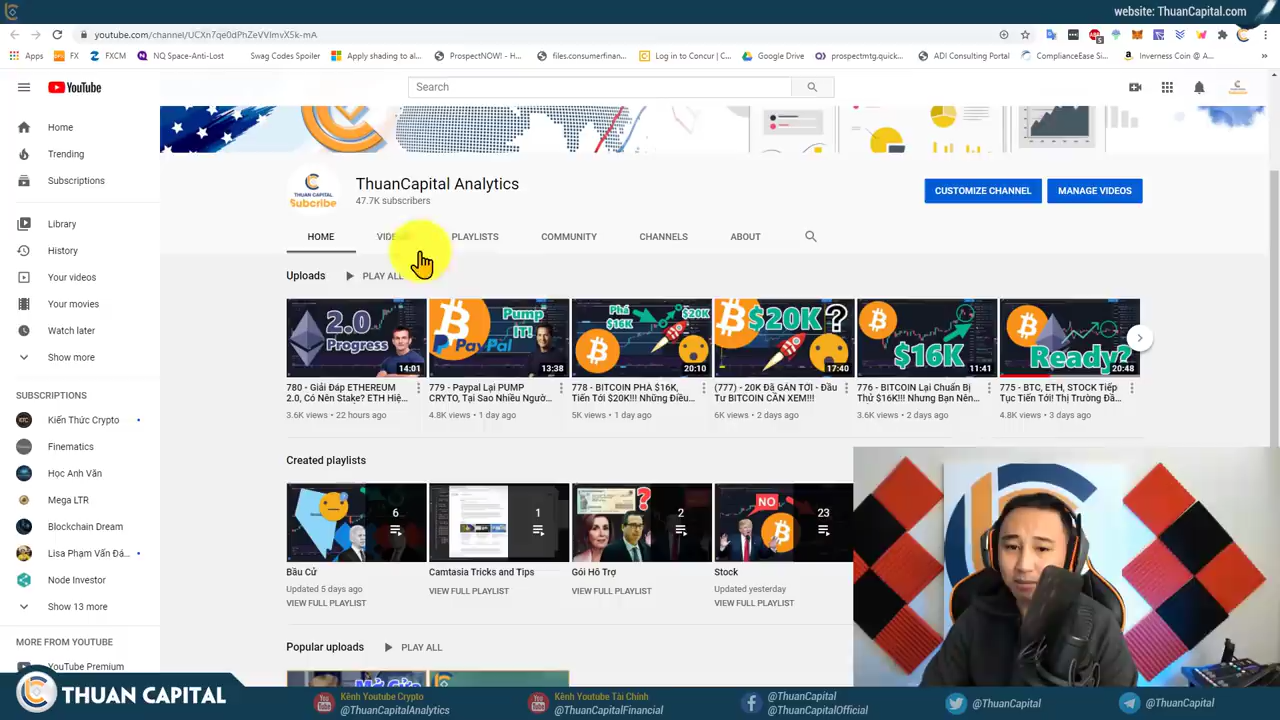 website: ThuanCapital.com
youtube.com/channel/UCXn7qe0dPhZeVVlmvX5k-mA
Apps
FX
FXCM
NQ Space-Anti-Lost
Swag Codes Spoiler
Apply shading to al...
ProspectNOW! - H...
files.consumerfinan...
Log in to Concur | C...
Google Drive
prospectmtg.quick...
ADI Consulting Portal
ComplianceEase Si...
Inverness Coin @ A...
YouTube
Search
Home
Trending
Subscriptions
Library
History
Your videos
Your movies
Watch later
Show more
SUBSCRIPTIONS
Kiến Thức Crypto
Finematics
Học Anh Văn
Mega LTR
Blockchain Dream
Lisa Phạm Vấn Đá...
Node Investor
Show 13 more
MORE FROM YOUTUBE
YouTube Premium
THUAN CAPITAL
Subcribe
ThuanCapital Analytics
47.7K subscribers
CUSTOMIZE CHANNEL
MANAGE VIDEOS
HOME
PLAYLISTS
COMMUNITY
CHANNELS
ABOUT
Uploads
PLAY ALL
2.0
Progress
14:01
Pump
IT!
PayPal
13:38
Phá
$16K
$20K
20:10
$20K?
17:40
$16K
11:41
Ready?
20:48
780 - Giải Đáp ETHEREUM
2.0, Có Nên Stake? ETH Hiệ...
3.6K views • 22 hours ago
779 - Paypal Lại PUMP
CRYTO, Tại Sao Nhiều Ngườ...
4.8K views • 1 day ago
778 - BITCOIN PHÁ $16K,
Tiến Tới $20K!!! Những Điều...
5K views • 1 day ago
(777) - 20K Đã GẦN TỚI - Đầu
Tư BITCOIN CẦN XEM!!!
6K views • 2 days ago
776 - BITCOIN Lại Chuẩn Bị
Thử $16K!!! Nhưng Bạn Nên...
3.6K views • 2 days ago
775 - BTC, ETH, STOCK Tiếp
Tục Tiến Tới! Thị Trường Đầ...
4.8K views • 3 days ago
Created playlists
6
1
2
NO
23
Bầu Cử
Updated 5 days ago
VIEW FULL PLAYLIST
Camtasia Tricks and Tips
VIEW FULL PLAYLIST
Gói Hỗ Trợ
VIEW FULL PLAYLIST
Stock
Updated yesterday
VIEW FULL PLAYLIST
Popular uploads
PLAY ALL
THUAN CAPITAL
Kênh Youtube Crypto
@ThuanCapitalAnalytics
Kênh Youtube Tài Chính
@ThuanCapitalFinancial
@ThuanCapital
@ThuanCapitalOfficial
@ThuanCapital
@ThuanCapital